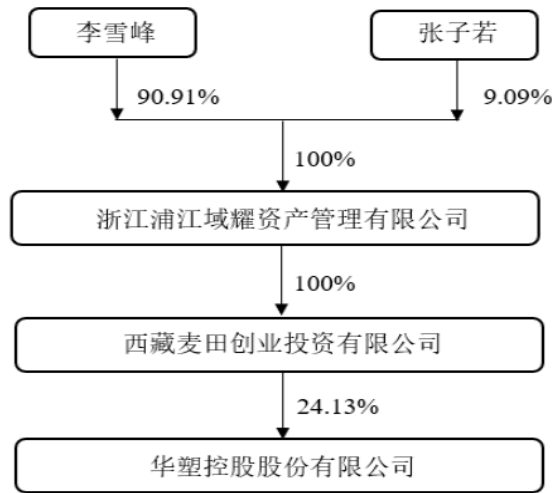 李雪峰
张子若
90.91%
9.09%
100%
浙江浦江域耀资产管理有限公司
100%
西藏麦田创业投资有限公司
24.13%
华塑控股股份有限公司